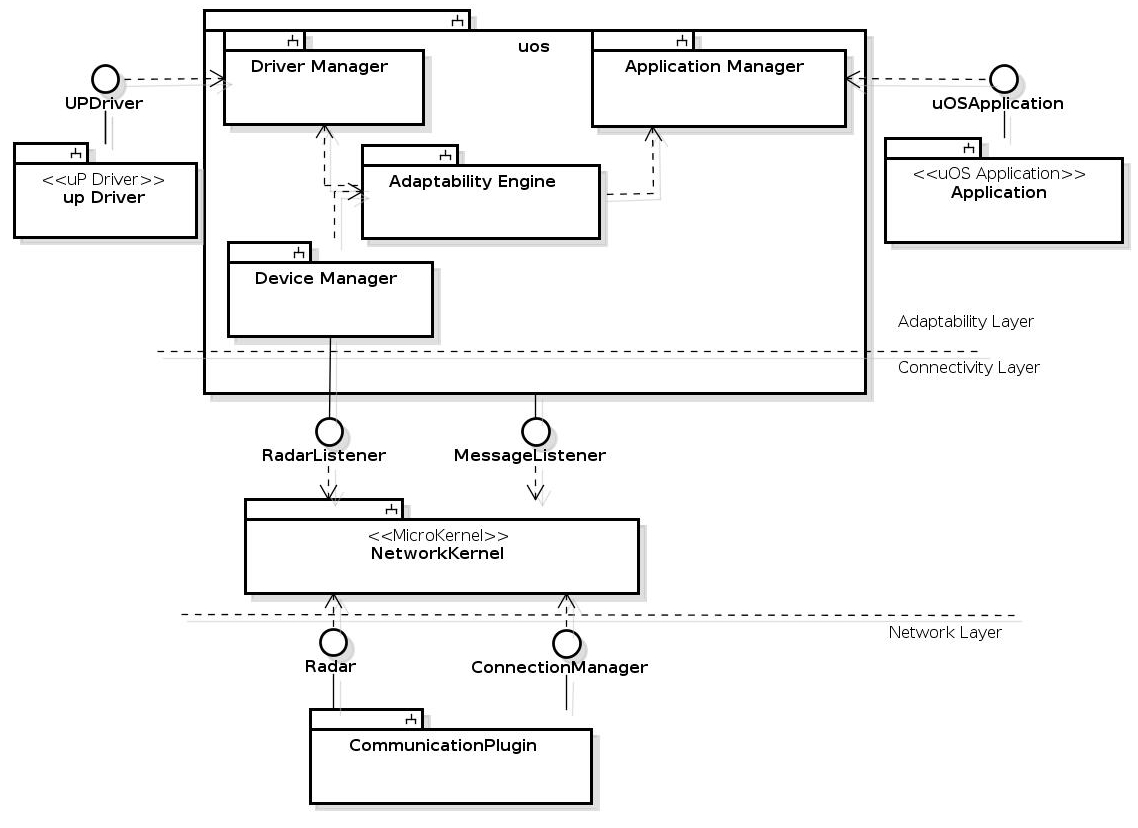 uos
Driver Manager
Application Manager
UPDriver
uOSApplication
<<uP Driver>>
up Driver
Adaptability Engine
<<uOS Application>>
Application
Device Manager
Adaptability Layer
Connectivity Layer
RadarListener
MessageListener
<<MicroKernel>>
NetworkKernel
Network Layer
Radar
ConnectionManager
CommunicationPlugin